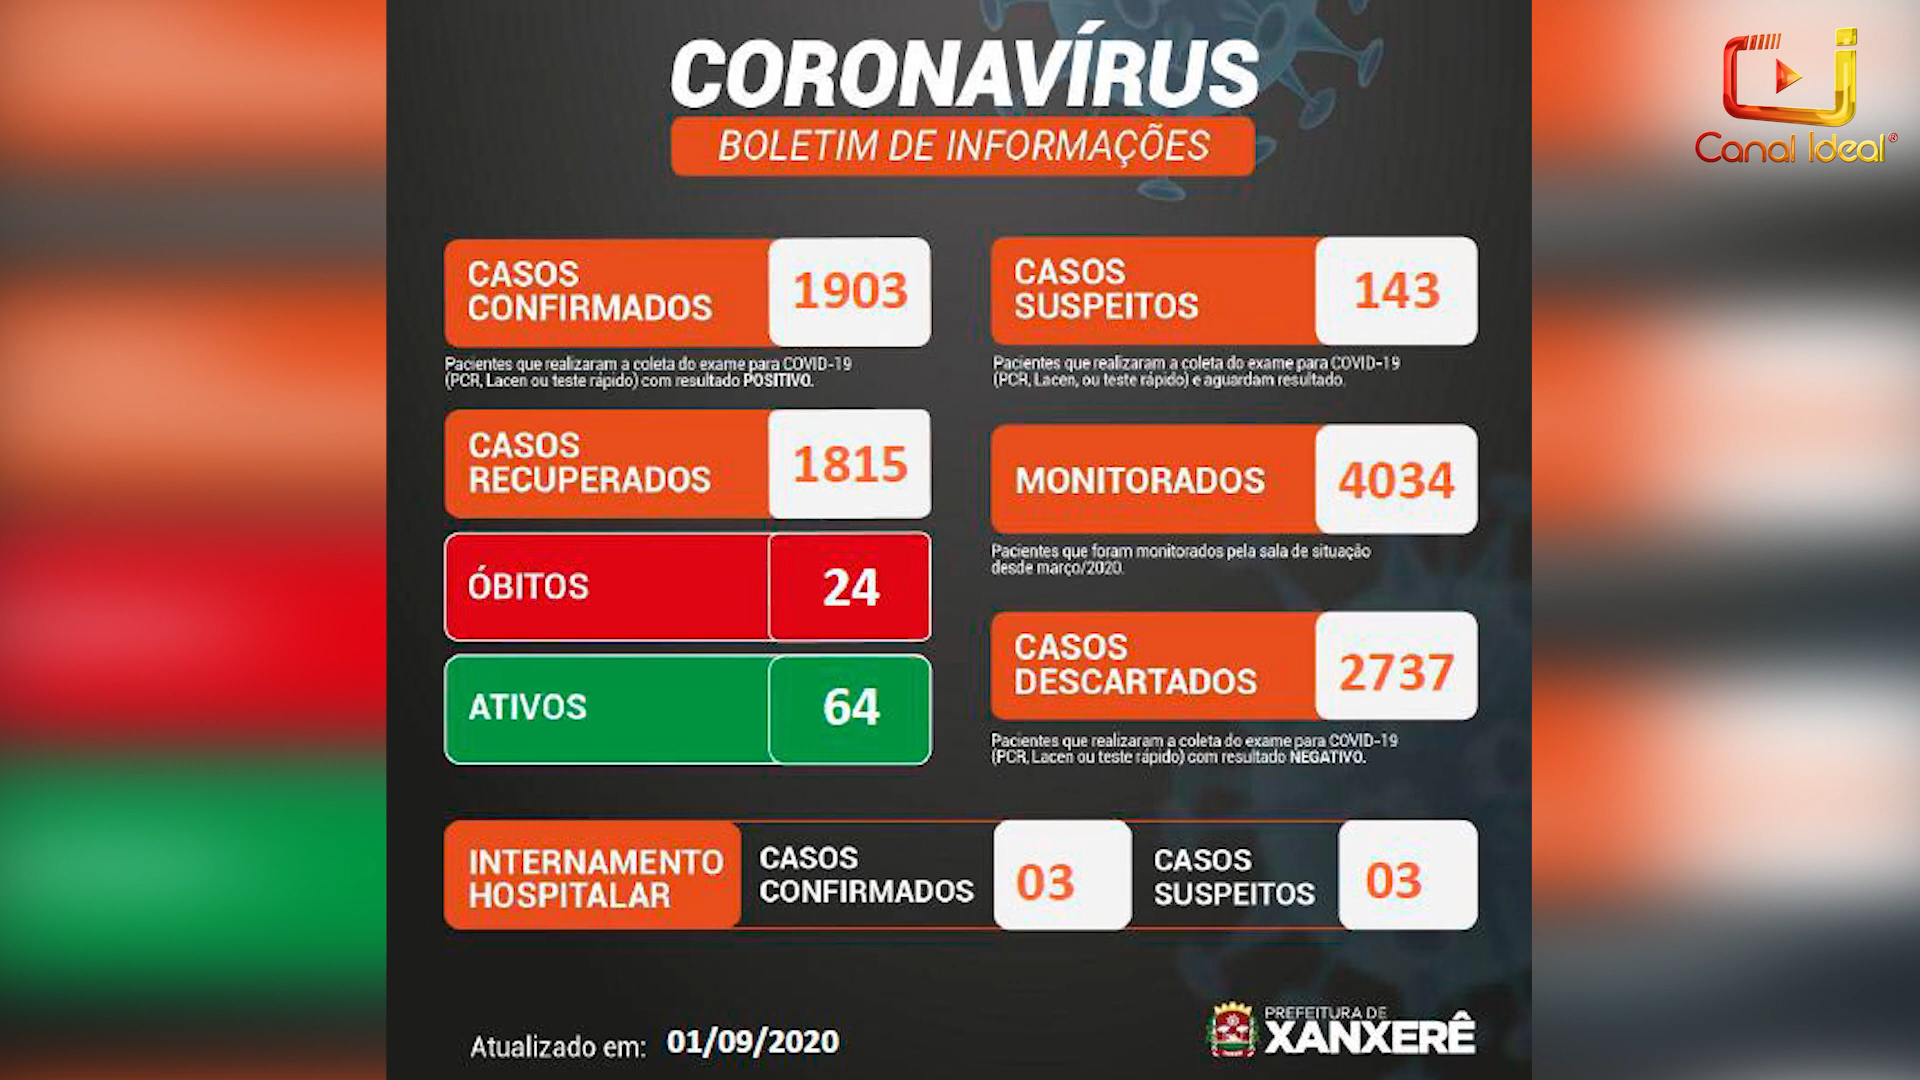 CORONAVÍRUS
BOLETIM DE INFORMAÇÕES
Canal Ideal®
CASOS
CONFIRMADOS
1903
Pacientes que realizaram a coleta do exame para COVID-19
(PCR, Lacen ou teste rápido) com resultado POSITIVO.
CASOS
RECUPERADOS
1815
ÓBITOS
24
ATIVOS
64
CASOS
SUSPEITOS
143
Pacientes que realizaram a coleta do exame para COVID-19
(PCR, Lacen, ou teste rápido) e aguardam resultado.
MONITORADOS
4034
Pacientes que foram monitorados pela sala de situação
desde março/2020.
CASOS
DESCARTADOS
2737
Pacientes que realizaram a coleta do exame para COVID-19
(PCR, Lacen ou teste rápido) com resultado NEGATIVO.
INTERNAMENTO
HOSPITALAR
CASOS
CONFIRMADOS
03
CASOS
SUSPEITOS
03
Atualizado em: 01/09/2020
PREFEITURA DE
XANXERÊ